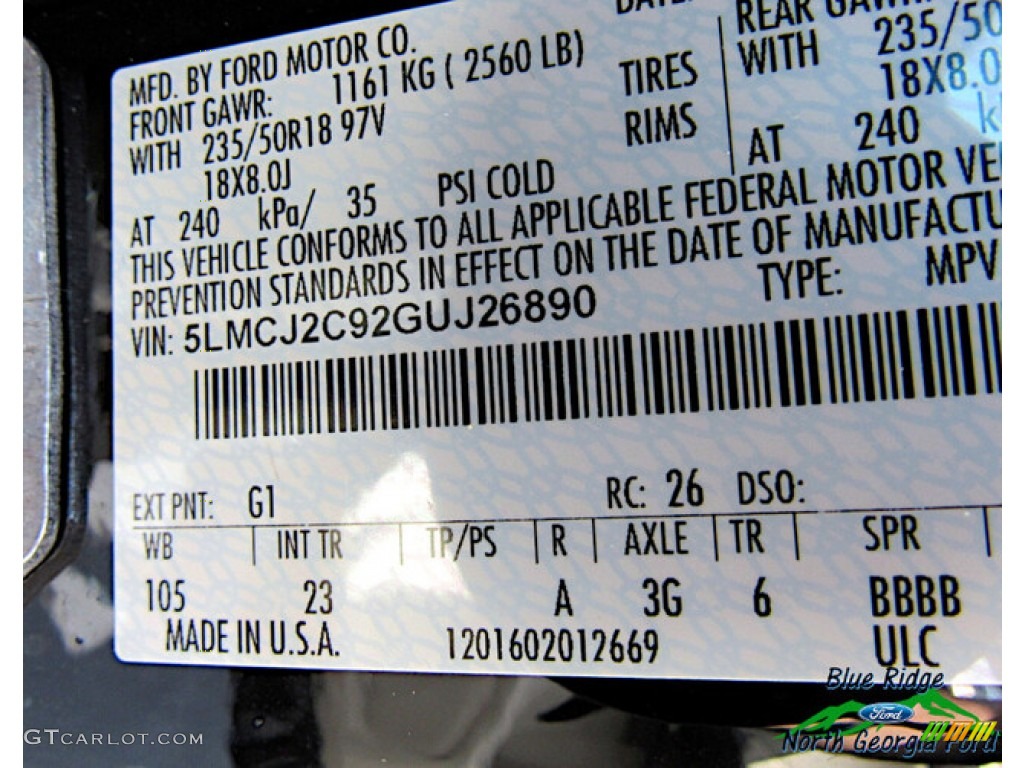 MFD. BY FORD MOTOR CO.
FRONT GAWR: 1161 KG ( 2560 LB)
WITH 235/50R18 97V TIRES
18X8.0J RIMS
AT 240 kPa/ 35 PSI COLD
REAR
WITH 235/50
18X8.0
AT 240
THIS VEHICLE CONFORMS TO ALL APPLICABLE FEDERAL MOTOR VE
PREVENTION STANDARDS IN EFFECT ON THE DATE OF MANUFACTU
VIN: 5LMCJ2C92GUJ26890 TYPE: MPV
EXT PNT: G1 RC: 26 DSO:
WB INT TR TP/PS R AXLE TR SPR
105 23 A 3G 6 BBBB
MADE IN U.S.A. 1201602012669 ULC
GTCARLOT.COM
Blue Ridge
Ford
North Georgia Ford